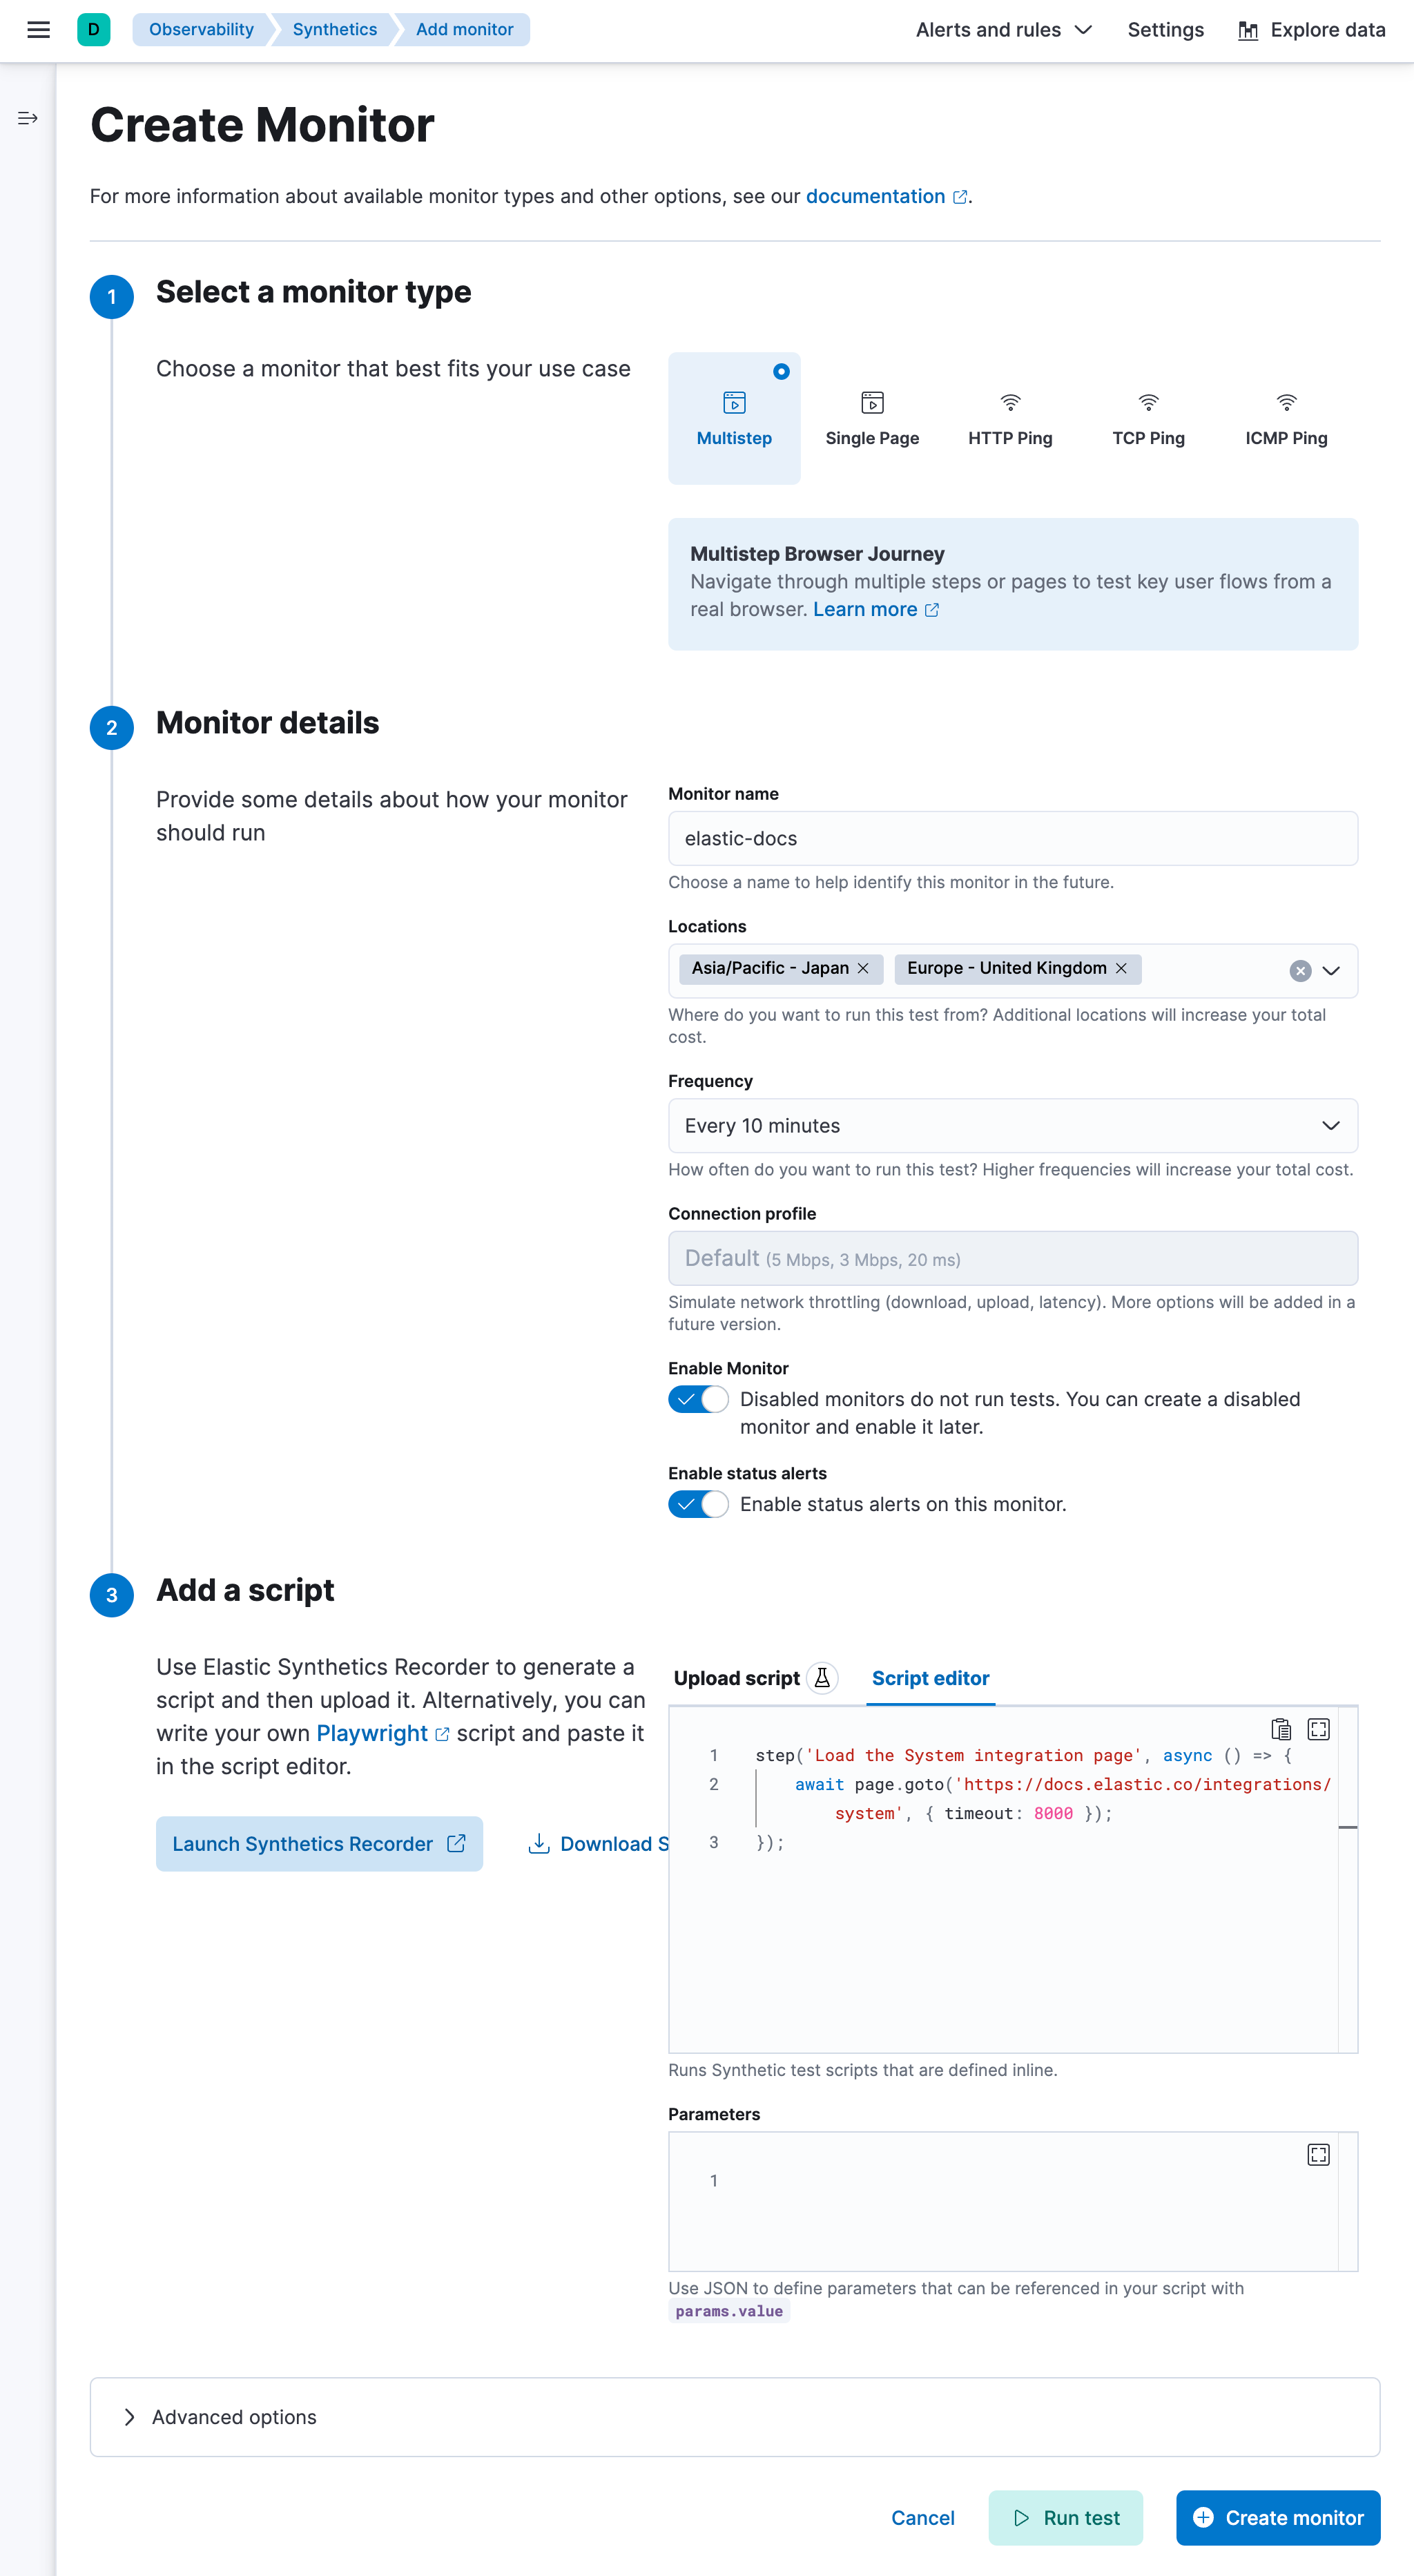 D Observability Synthetics Add monitor Alerts and rules Settings Explore data
Create Monitor
For more information about available monitor types and other options, see our documentation.
1 Select a monitor type
Choose a monitor that best fits your use case
Multistep Single Page HTTP Ping TCP Ping ICMP Ping
Multistep Browser Journey
Navigate through multiple steps or pages to test key user flows from a
real browser. Learn more
2 Monitor details
Provide some details about how your monitor
should run
Monitor name
elastic-docs
Choose a name to help identify this monitor in the future.
Locations
Asia/Pacific - Japan Europe - United Kingdom
Where do you want to run this test from? Additional locations will increase your total
cost.
Frequency
Every 10 minutes
How often do you want to run this test? Higher frequencies will increase your total cost.
Connection profile
Default (5 Mbps, 3 Mbps, 20 ms)
Simulate network throttling (download, upload, latency). More options will be added in a
future version.
Enable Monitor
Disabled monitors do not run tests. You can create a disabled
monitor and enable it later.
Enable status alerts
Enable status alerts on this monitor.
3 Add a script
Use Elastic Synthetics Recorder to generate a
script and then upload it. Alternatively, you can
write your own Playwright script and paste it
in the script editor.
Launch Synthetics Recorder Download S
Upload script Script editor
1 step('Load the System integration page', async () => {
2 await page.goto('https://docs.elastic.co/integrations/
system', { timeout: 8000 });
3 });
Runs Synthetic test scripts that are defined inline.
Parameters
1
Use JSON to define parameters that can be referenced in your script with
params.value
Advanced options
Cancel Run test Create monitor